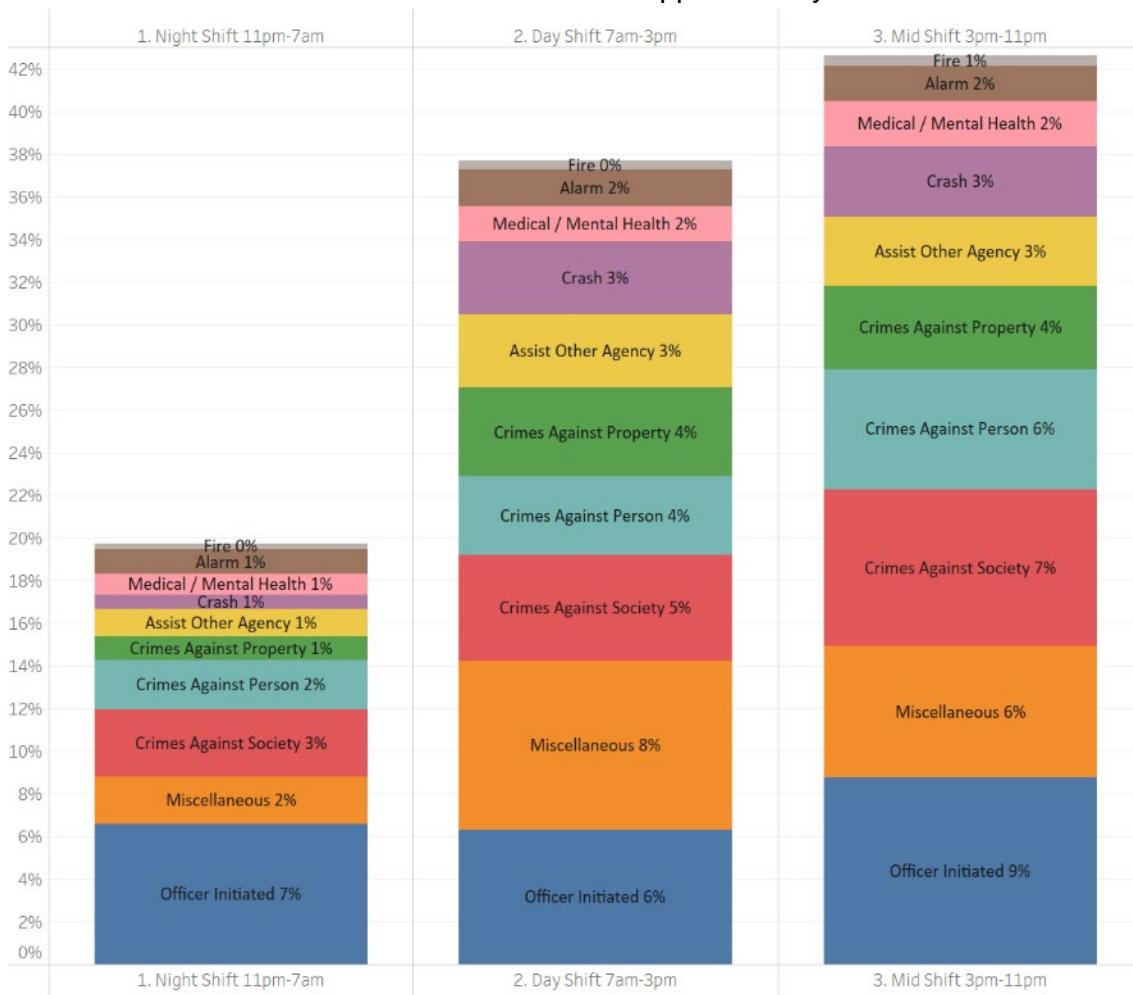 1. Night Shift 11pm-7am 2. Day Shift 7am-3pm 3. Mid Shift 3pm-11pm
42%
40%
38%
36%
34%
32%
30%
28%
26%
24%
22%
20%
18%
16%
14%
12%
10%
8%
6%
4%
2%
0%
Fire 0%
Alarm 1%
Medical / Mental Health 1%
Crash 1%
Assist Other Agency 1%
Crimes Against Property 1%
Crimes Against Person 2%
Crimes Against Society 3%
Miscellaneous 2%
Officer Initiated 7%
Fire 0%
Alarm 2%
Medical / Mental Health 2%
Crash 3%
Assist Other Agency 3%
Crimes Against Property 4%
Crimes Against Person 4%
Crimes Against Society 5%
Miscellaneous 8%
Officer Initiated 6%
Fire 1%
Alarm 2%
Medical / Mental Health 2%
Crash 3%
Assist Other Agency 3%
Crimes Against Property 4%
Crimes Against Person 6%
Crimes Against Society 7%
Miscellaneous 6%
Officer Initiated 9%
1. Night Shift 11pm-7am 2. Day Shift 7am-3pm 3. Mid Shift 3pm-11pm